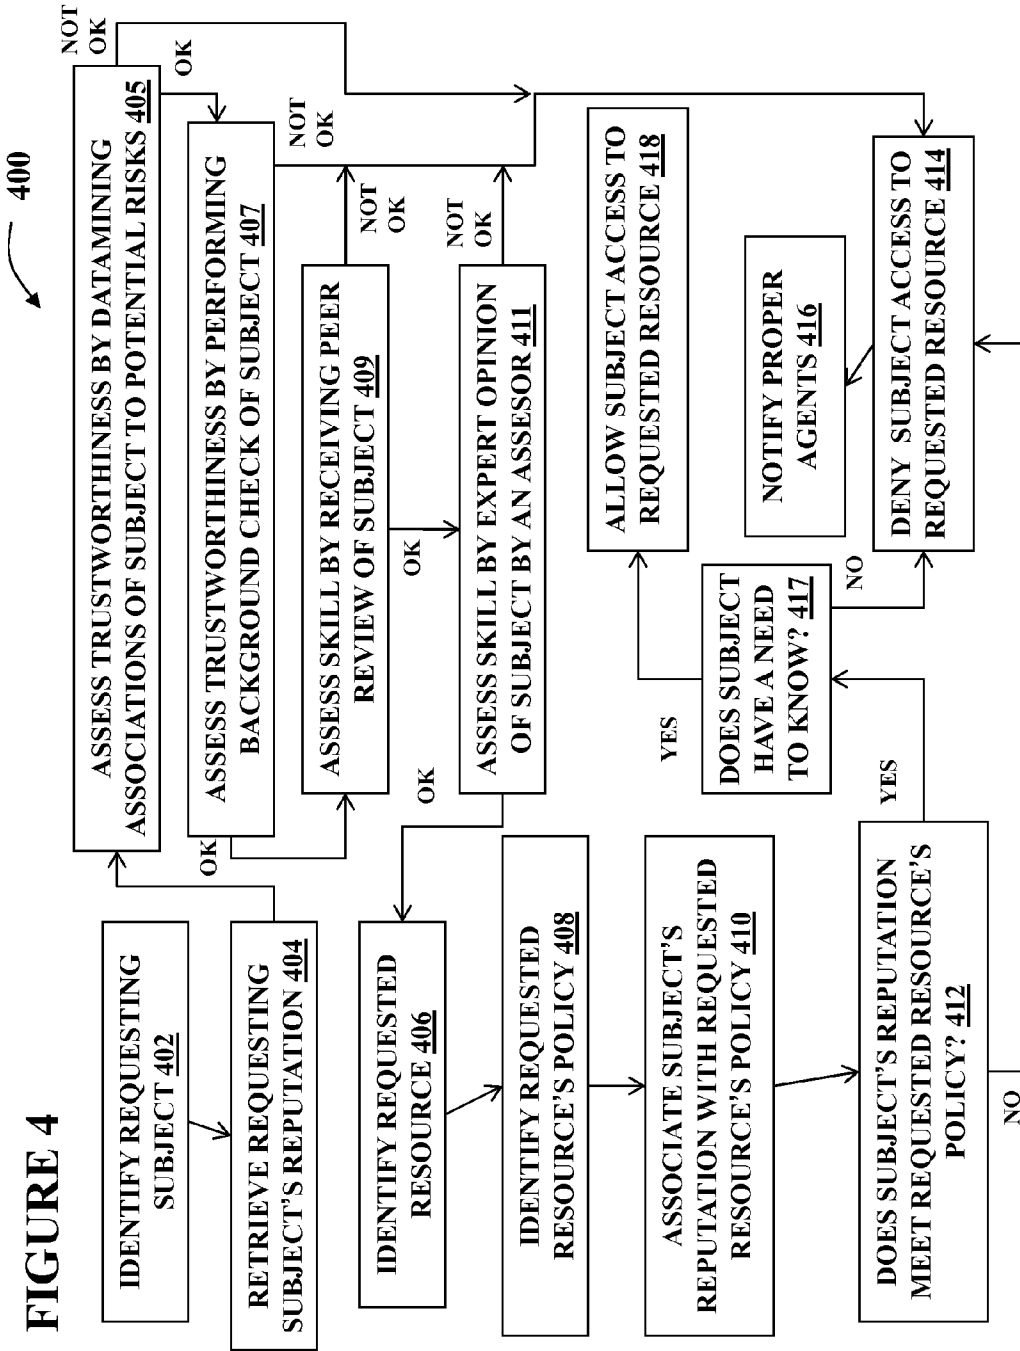 FIGURE 4
400
IDENTIFY REQUESTING
SUBJECT 402
RETRIEVE REQUESTING
SUBJECT'S REPUTATION 404
ASSESS TRUSTWORTHINESS BY DATAMINING
ASSOCIATIONS OF SUBJECT TO POTENTIAL RISKS 405
NOT
OK
OK
ASSESS TRUSTWORTHINESS BY PERFORMING
BACKGROUND CHECK OF SUBJECT 407
NOT
OK
OK
ASSESS SKILL BY RECEIVING PEER
REVIEW OF SUBJECT 409
NOT
OK
OK
ASSESS SKILL BY EXPERT OPINION
OF SUBJECT BY AN ASSESSOR 411
NOT
OK
OK
IDENTIFY REQUESTED
RESOURCE 406
IDENTIFY REQUESTED
RESOURCE'S POLICY 408
ASSOCIATE SUBJECT'S
REPUTATION WITH REQUESTED
RESOURCE'S POLICY 410
DOES SUBJECT'S REPUTATION
MEET REQUESTED RESOURCE'S
POLICY? 412
NO
YES
DOES SUBJECT
HAVE A NEED
TO KNOW? 417
YES
NO
ALLOW SUBJECT ACCESS TO
REQUESTED RESOURCE 418
NOTIFY PROPER
AGENTS 416
DENY SUBJECT ACCESS TO
REQUESTED RESOURCE 414